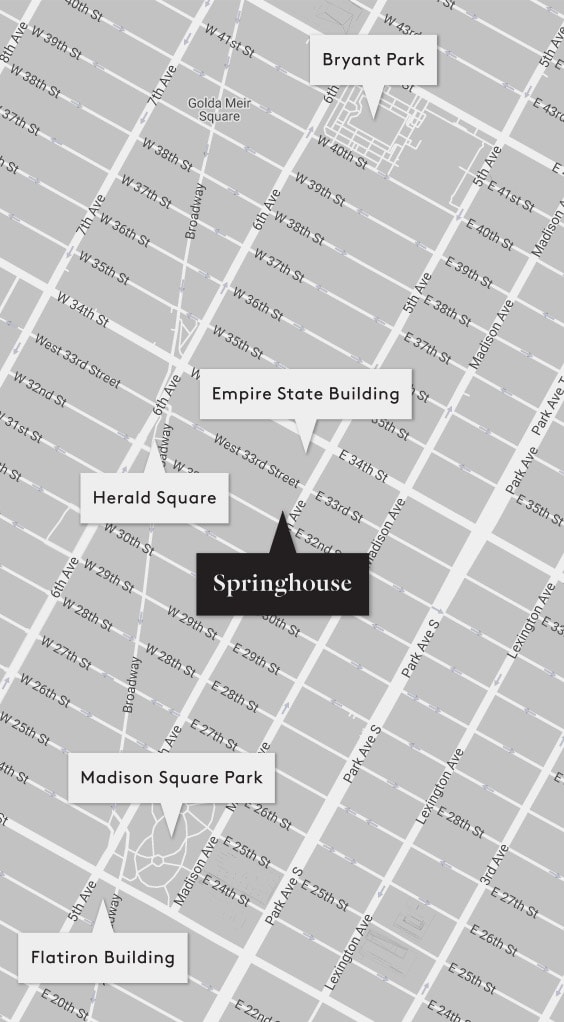 W 43rd
8th Ave
W 39th St
W 41st St
5th Ave
Bryant Park
W 38th St
7th Ave
6th
37th St
Golda Meir
Square
E 43rd
W 38th St
W 40th St
5th Ave
W 37th St
W 39th St
E 41st St
Broadway
6th Ave
7th Ave
W 36th St
W 38th St
E 40th St
Madison
W 35th St
W 37th St
E 39th St
5th Ave
W 34th St
W 36th St
E 38th St
Madison Ave
West 33rd Street
W 35th St
E 37th St
W 32nd St
6th Ave
Empire State Building
Park Ave
31st St
West 33rd Street
E 34th St
Park Ave
Herald Square
E 33rd St
E 35th St
Ave
Madison Ave
W 30th St
E 32nd
Springhouse
6th Ave
W 29th St
Lexington Ave
W 28th St
W 29th St
30th St
E 33
W 27th St
W 28th St
E 29th St
Park Ave S
W 26th St
Broadway
E 28th St
W 25th St
E 27th St
Park Ave S
Madison Square Park
Lexington Ave
E 26th St
E 28th St
E 25th St
Madison Ave
3rd Ave
E 24th St
E 25th St
Park Ave S
E 27th St
5th Ave
Lexington Ave
E 26th St
Flatiron Building
E 25th St
E 20th St
E 22nd St
E 24th St